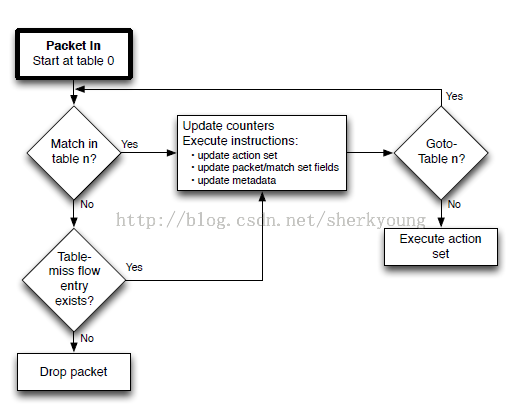 Packet In
Start at table 0
Yes
Match in
table n?
Yes
Update counters
Execute instructions:
• update action set
• update packet/match set fields
• update metadata
Goto-
Table n?
No
No
http://blog.csdn.net/sherkyoung
Execute action
set
Table-
miss flow
entry
exists?
Yes
No
Drop packet